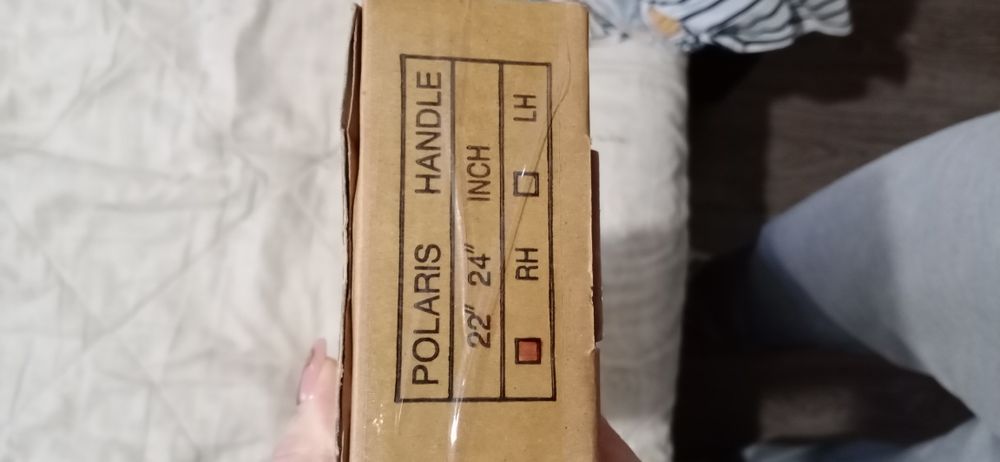 POLARIS HANDLE
22" 24" INCH
RH LH